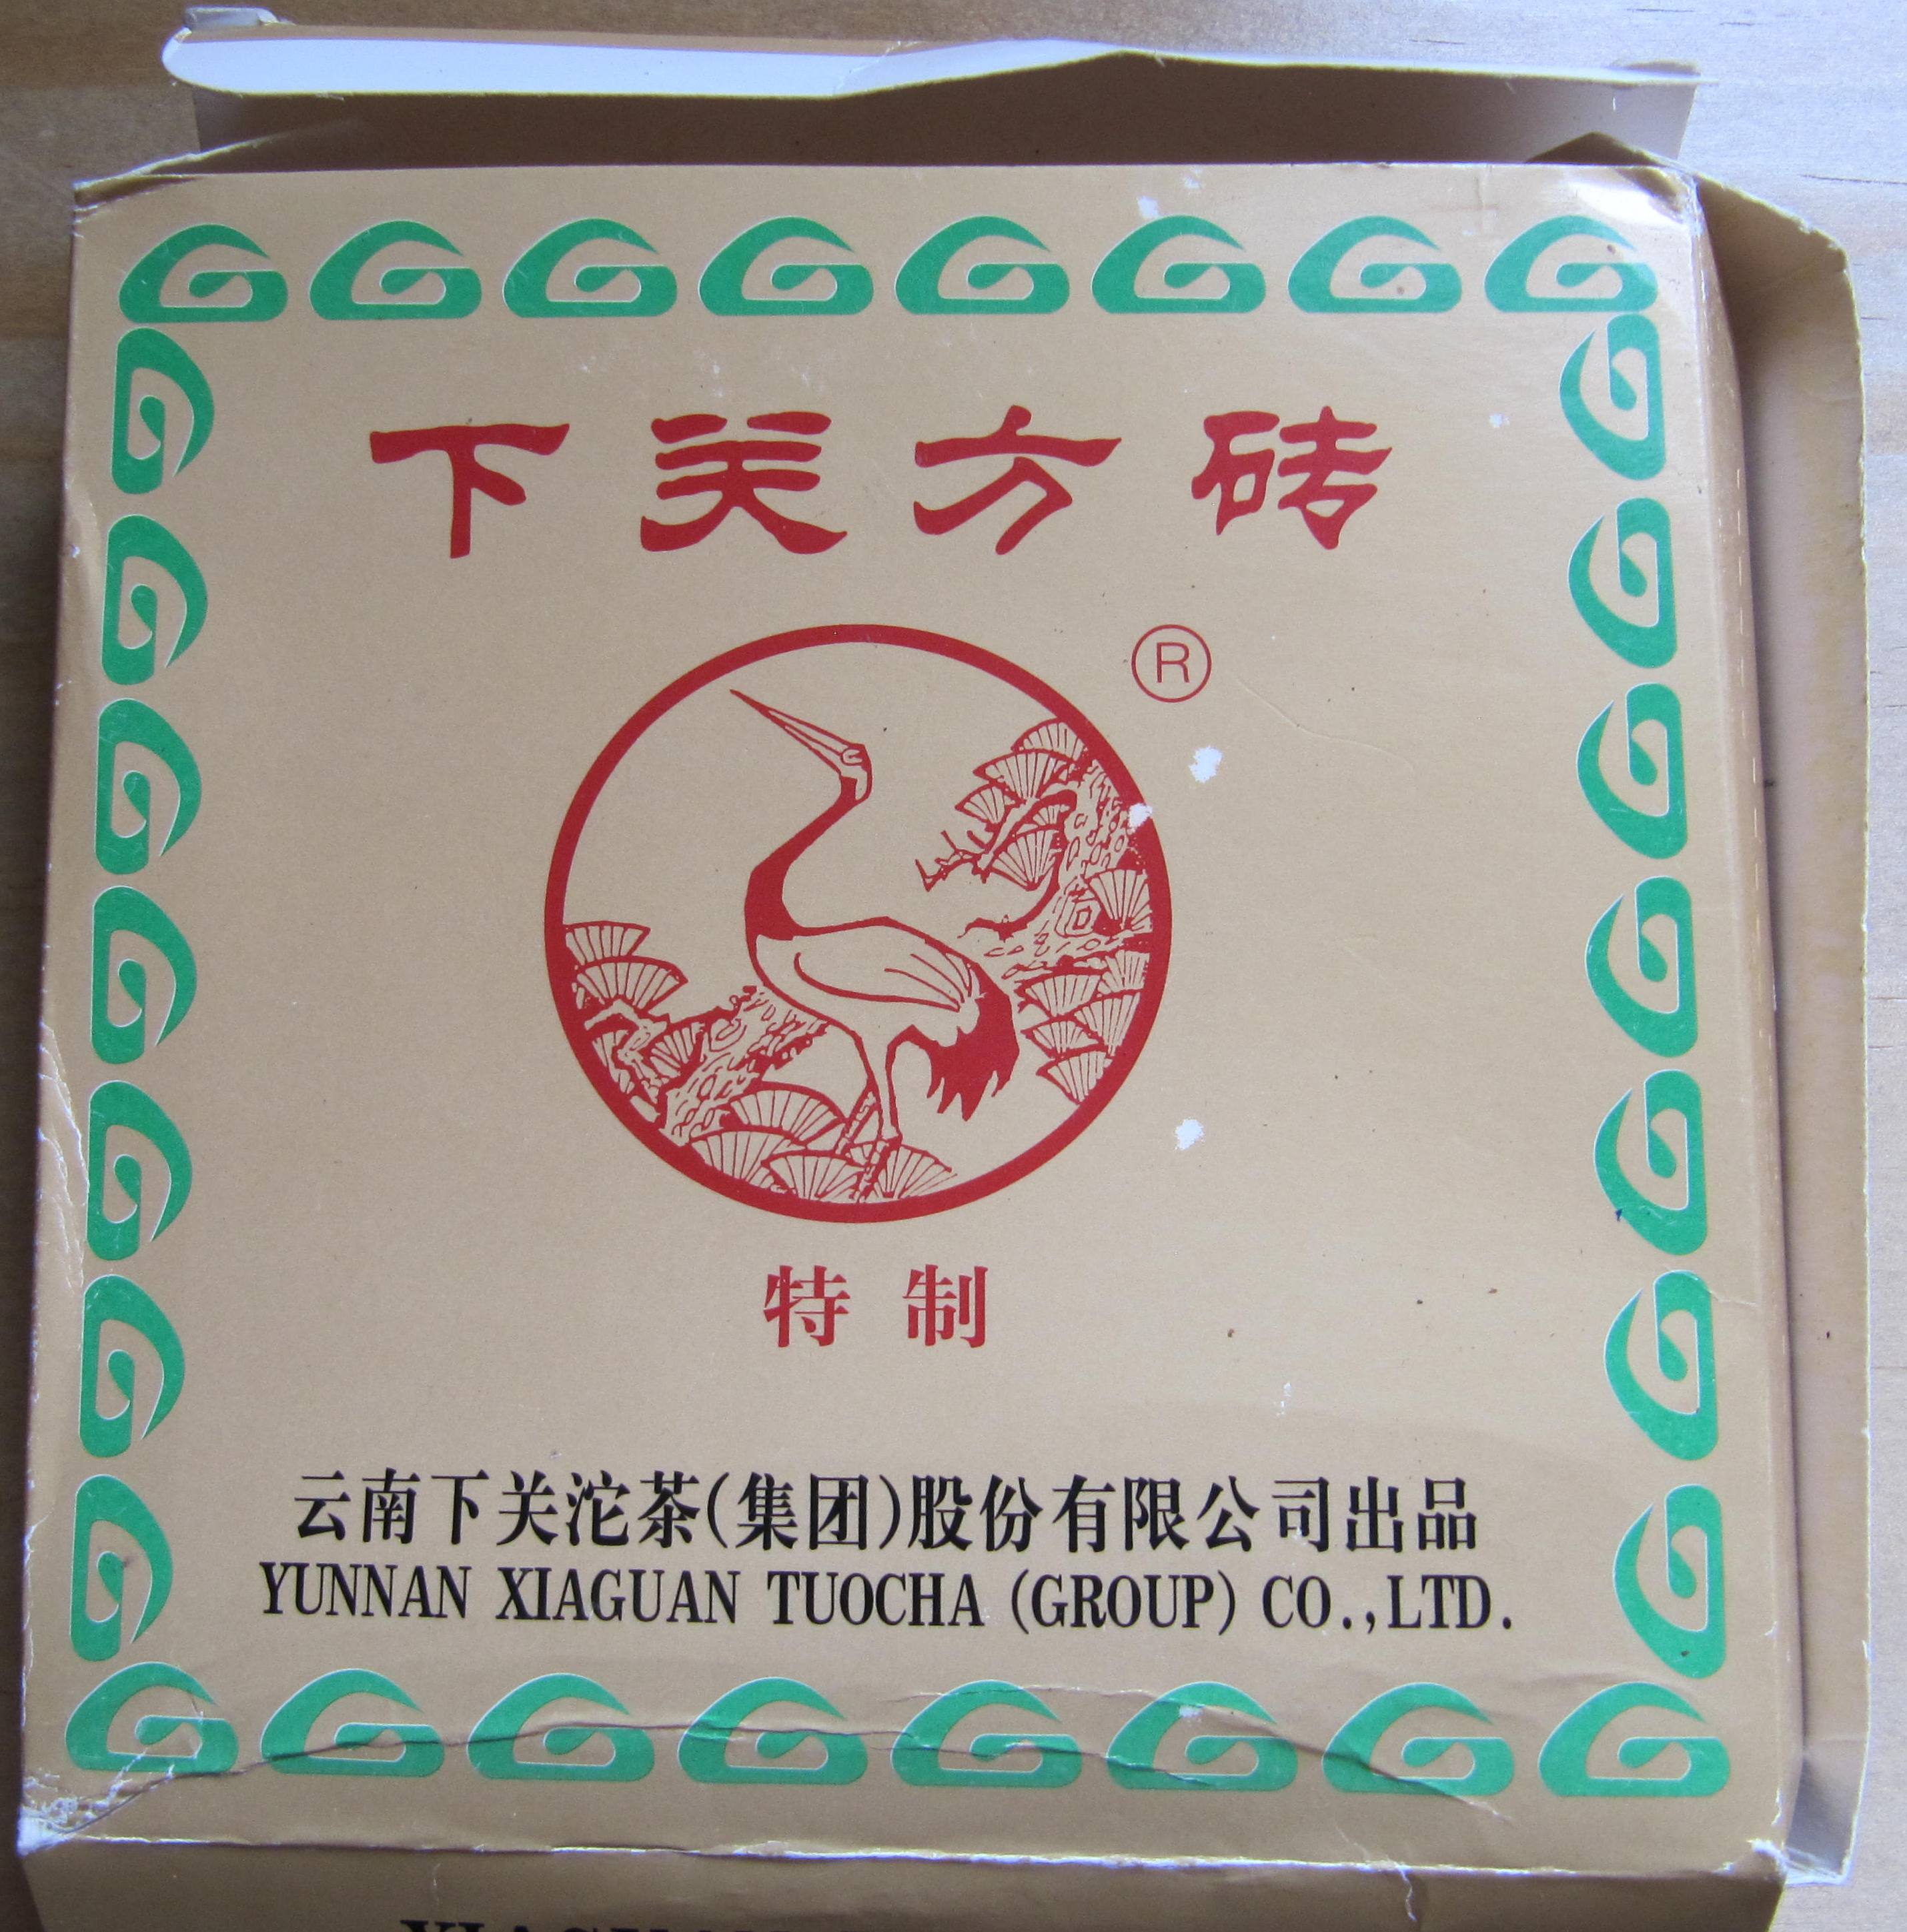 下关方砖
®
特制
云南下关沱茶(集团)股份有限公司出品
YUNNAN XIAGUAN TUOCHA (GROUP) CO.,LTD.